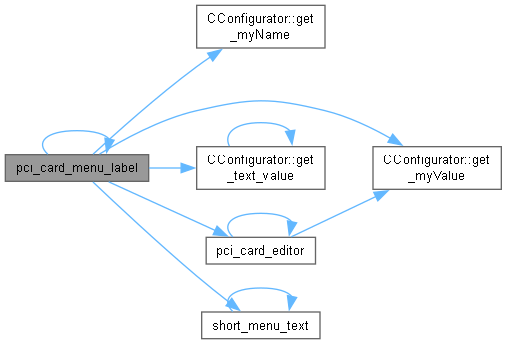 CConfigurator::get
_myName
pci_card_menu_label
CConfigurator::get
_text_value
CConfigurator::get
_myValue
pci_card_editor
short_menu_text